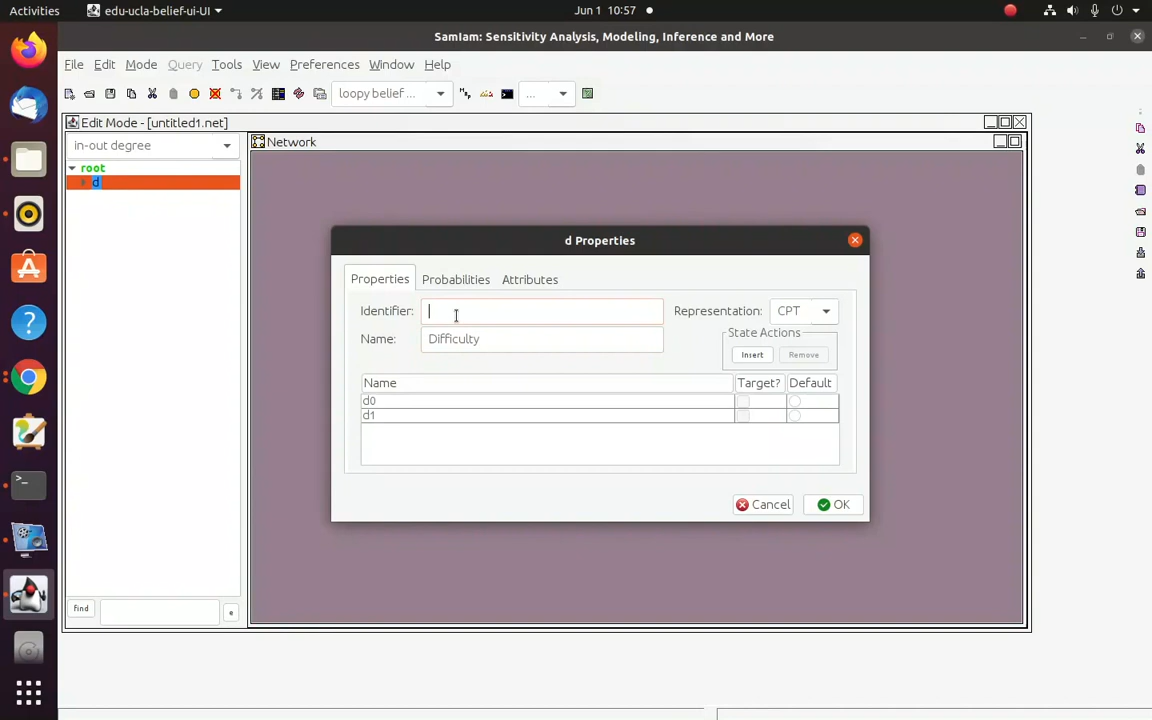 Activities
edu-ucla-belief-ui-UI
Jun 1 10:57
SamIam: Sensitivity Analysis, Modeling, Inference and More
File Edit Mode Query Tools View Preferences Window Help
loopy belief ...
...
Edit Mode - [untitled1.net]
in-out degree
Network
root
d
d Properties
Properties Probabilities Attributes
Identifier:
Representation: CPT
Name: Difficulty
State Actions
Insert Remove
Name Target? Default
d0
d1
Cancel OK
find
e